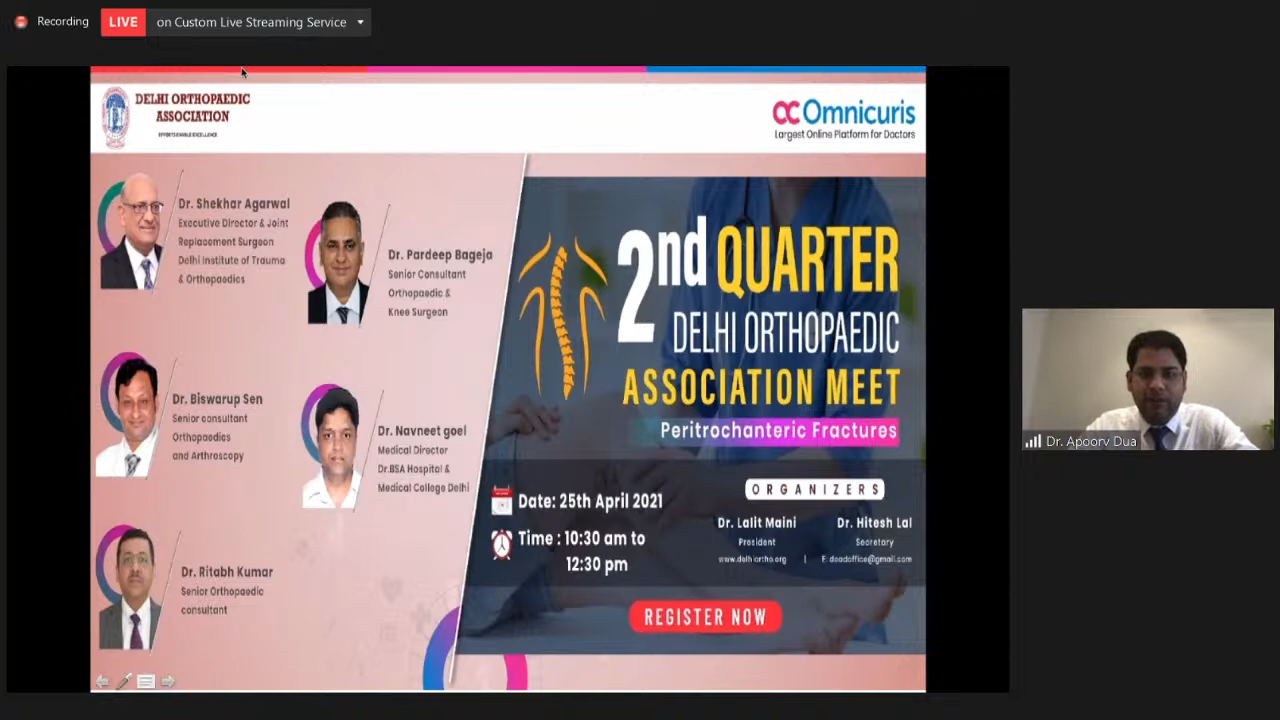 Recording
LIVE on Custom Live Streaming Service
DELHI ORTHOPAEDIC
ASSOCIATION
OC Omnicuris
Largest Online Platform for Doctors
Dr. Shekhar Agarwal
Executive Director & Joint
Replacement Surgeon
Delhi Institute of Trauma
& Orthopaedics
Dr. Pardeep Bageja
Senior Consultant
Orthopaedic &
Knee Surgeon
Dr. Biswarup Sen
Senior consultant
Orthopaedics
and Arthroscopy
Dr. Navneet goel
Medical Director
Dr.BSA Hospital &
Medical College Delhi
Dr. Ritabh Kumar
Senior Orthopaedic
consultant
2nd QUARTER
DELHI ORTHOPAEDIC
ASSOCIATION MEET
Peritrochanteric Fractures
Date: 25th April 2021
Time : 10:30 am to
12:30 pm
ORGANIZERS
Dr. Lalit Maini
President
Dr. Hitesh Lal
Secretary
www.delhiortho.org | E: doadoffice@gmail.com
REGISTER NOW
Dr. Apoorv Dua